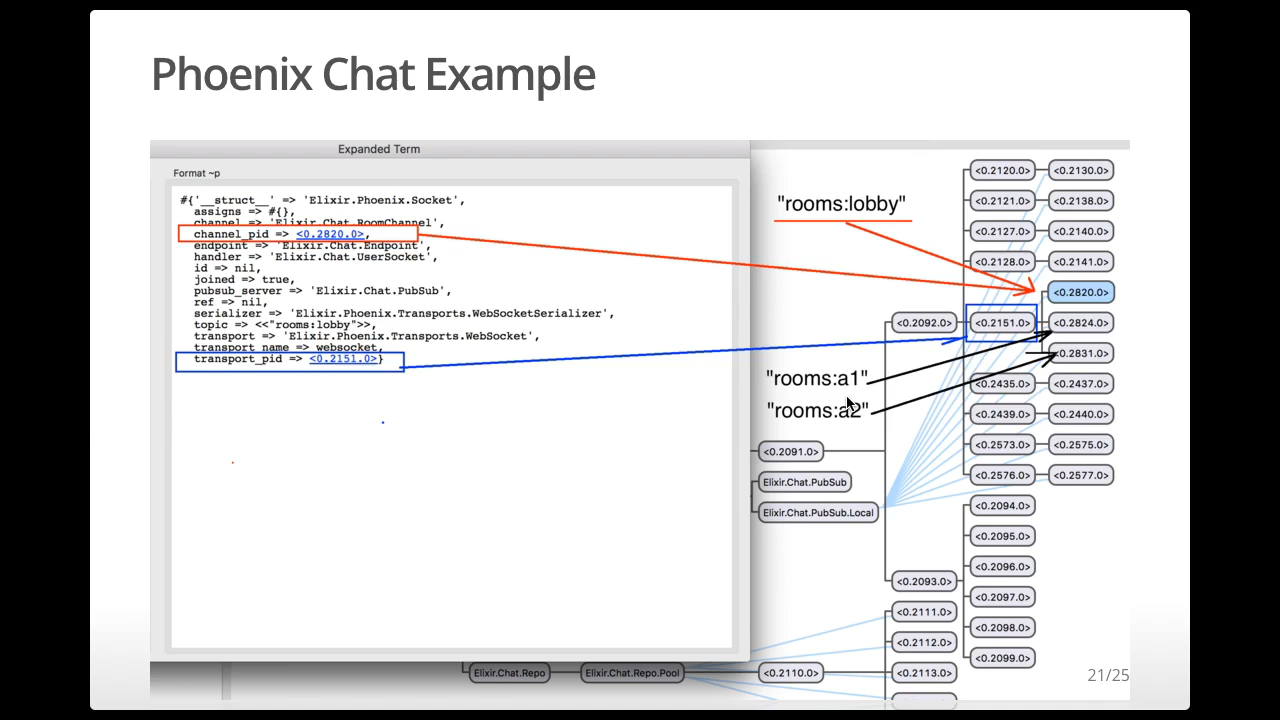 Phoenix Chat Example
Expanded Term
Format ~p
#{'__struct__' => 'Elixir.Phoenix.Socket',
assigns => #{},
channel => 'Elixir.Chat.RoomChannel',
channel_pid => <0.2820.0>,
endpoint => 'Elixir.Chat.Endpoint',
handler => 'Elixir.Chat.UserSocket',
id => nil,
joined => true,
pubsub_server => 'Elixir.Chat.PubSub',
ref => nil,
serializer => 'Elixir.Phoenix.Transports.WebSocketSerializer',
topic => <<"rooms:lobby">>,
transport => 'Elixir.Phoenix.Transports.WebSocket',
transport_name => websocket,
transport_pid => <0.2151.0>}
"rooms:lobby"
"rooms:a1"
"rooms:a2"
<0.2091.0>
Elixir.Chat.PubSub
Elixir.Chat.PubSub.Local
Elixir.Chat.Repo
Elixir.Chat.Repo.Pool
<0.2110.0>
<0.2092.0>
<0.2093.0>
<0.2111.0>
<0.2112.0>
<0.2113.0>
<0.2120.0>
<0.2121.0>
<0.2127.0>
<0.2128.0>
<0.2151.0>
<0.2435.0>
<0.2439.0>
<0.2573.0>
<0.2576.0>
<0.2094.0>
<0.2095.0>
<0.2096.0>
<0.2097.0>
<0.2098.0>
<0.2099.0>
<0.2130.0>
<0.2138.0>
<0.2140.0>
<0.2141.0>
<0.2820.0>
<0.2824.0>
<0.2831.0>
<0.2437.0>
<0.2440.0>
<0.2575.0>
<0.2577.0>
21/25